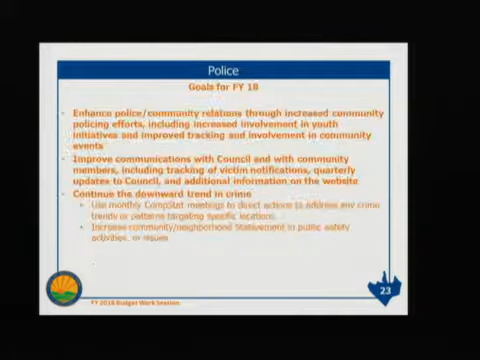 Police
Goals for FY 18
Enhance police/community relations through increased community
policing efforts, including increased involvement in youth
initiatives and improved tracking and involvement in community
events
Improve communications with Council and with community
members, including tracking of victim notifications, quarterly
updates to Council, and additional information on the website
Continue the downward trend in crime
Use monthly CompStat meetings to direct actions to address any crime
trends or patterns targeting specific locations.
Increase community/neighborhood in public safety
activities, or issues
FY 2018 Budget Work Session
23